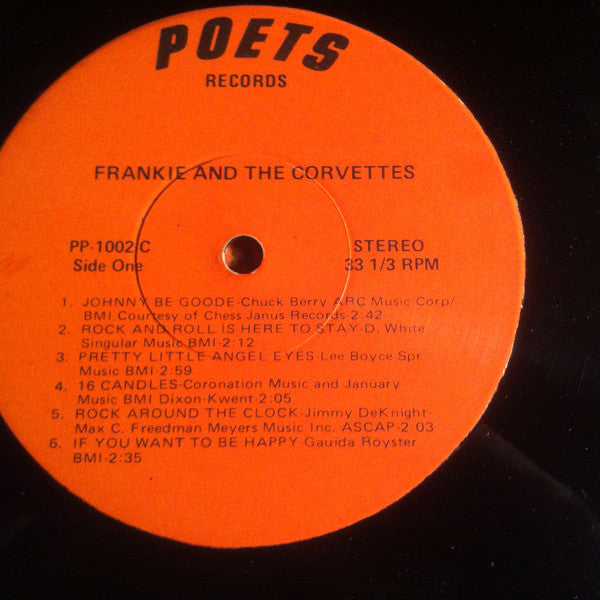 POETS
RECORDS
FRANKIE AND THE CORVETTES
PP-1002 C STEREO
Side One 33 1/3 RPM
1. JOHNNY BE GOODE-Chuck Berry ARC Music Corp/
BMI Courtesy of Chess Janus Records-2:42
2. ROCK AND ROLL IS HERE TO STAY-D. White
Singular Music BMI-2:12
3. PRETTY LITTLE ANGEL EYES-Lee Boyce Spr
Music BMI-2:59
4. 16 CANDLES-Coronation Music and January
Music BMI Dixon-Kwent-2:05
5. ROCK AROUND THE CLOCK-Jimmy DeKnight-
Max C. Freedman Meyers Music Inc. ASCAP-2:03
6. IF YOU WANT TO BE HAPPY-Gauida Royster
BMI-2:35